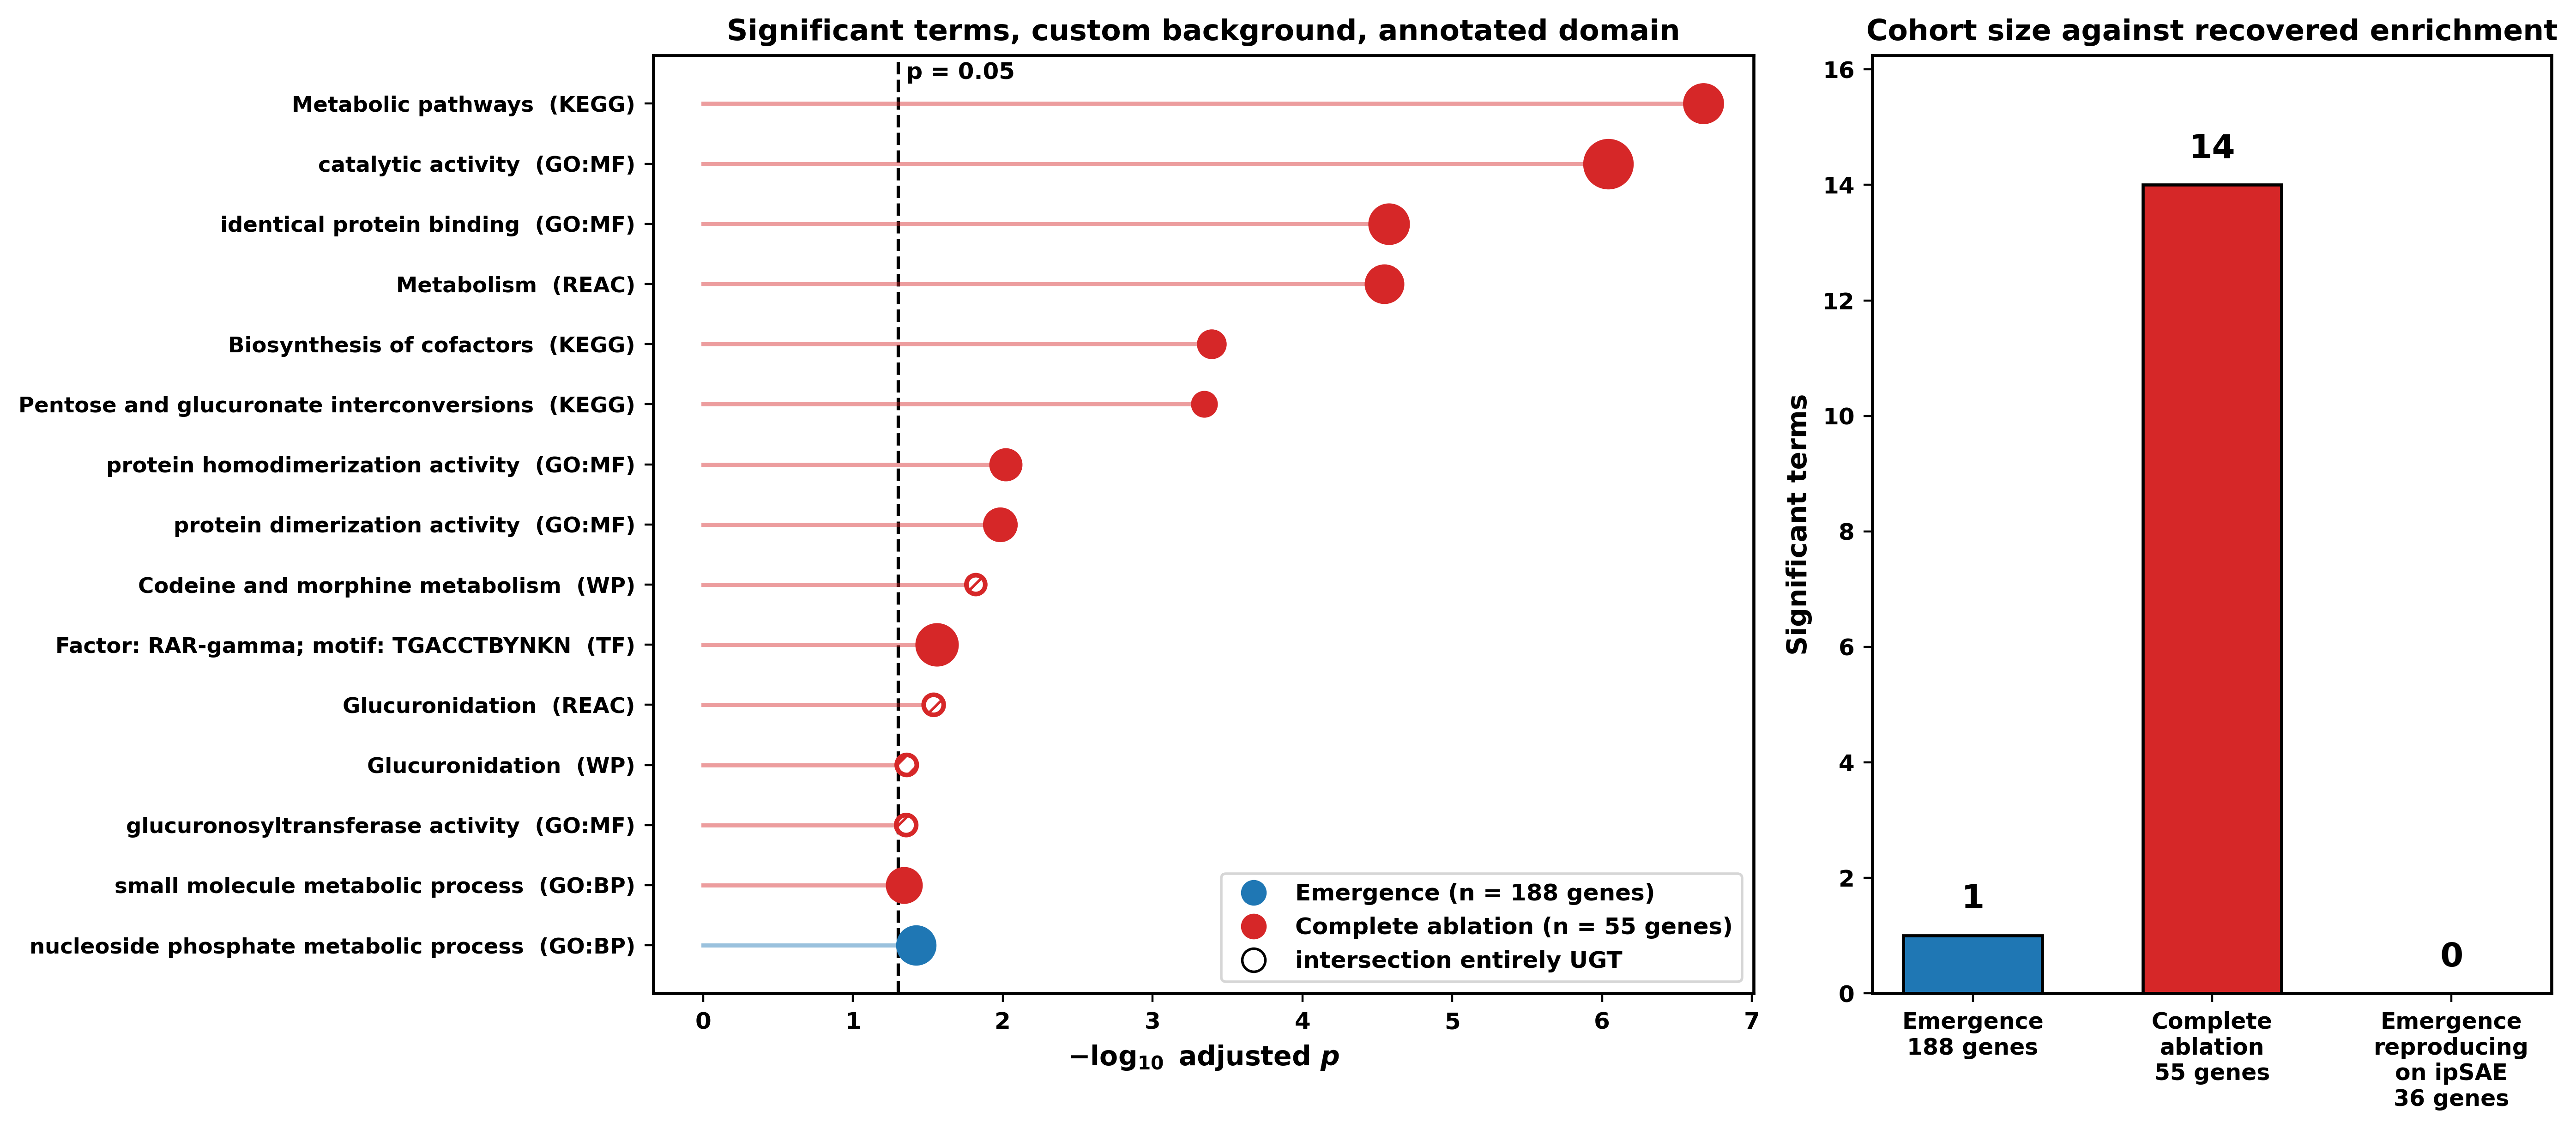 Significant terms, custom background, annotated domain
p = 0.05
Metabolic pathways (KEGG)
catalytic activity (GO:MF)
identical protein binding (GO:MF)
Metabolism (REAC)
Biosynthesis of cofactors (KEGG)
Pentose and glucuronate interconversions (KEGG)
protein homodimerization activity (GO:MF)
protein dimerization activity (GO:MF)
Codeine and morphine metabolism (WP)
Factor: RAR-gamma; motif: TGACCTBYNKN (TF)
Glucuronidation (REAC)
Glucuronidation (WP)
glucuronosyltransferase activity (GO:MF)
small molecule metabolic process (GO:BP)
nucleoside phosphate metabolic process (GO:BP)
Emergence (n = 188 genes)
Complete ablation (n = 55 genes)
intersection entirely UGT
0 1 2 3 4 5 6 7
−log₁₀ adjusted p
Cohort size against recovered enrichment
Significant terms
16
14
12
10
8
6
4
2
0
1
14
0
Emergence
188 genes
Complete
ablation
55 genes
Emergence
reproducing
on ipSAE
36 genes